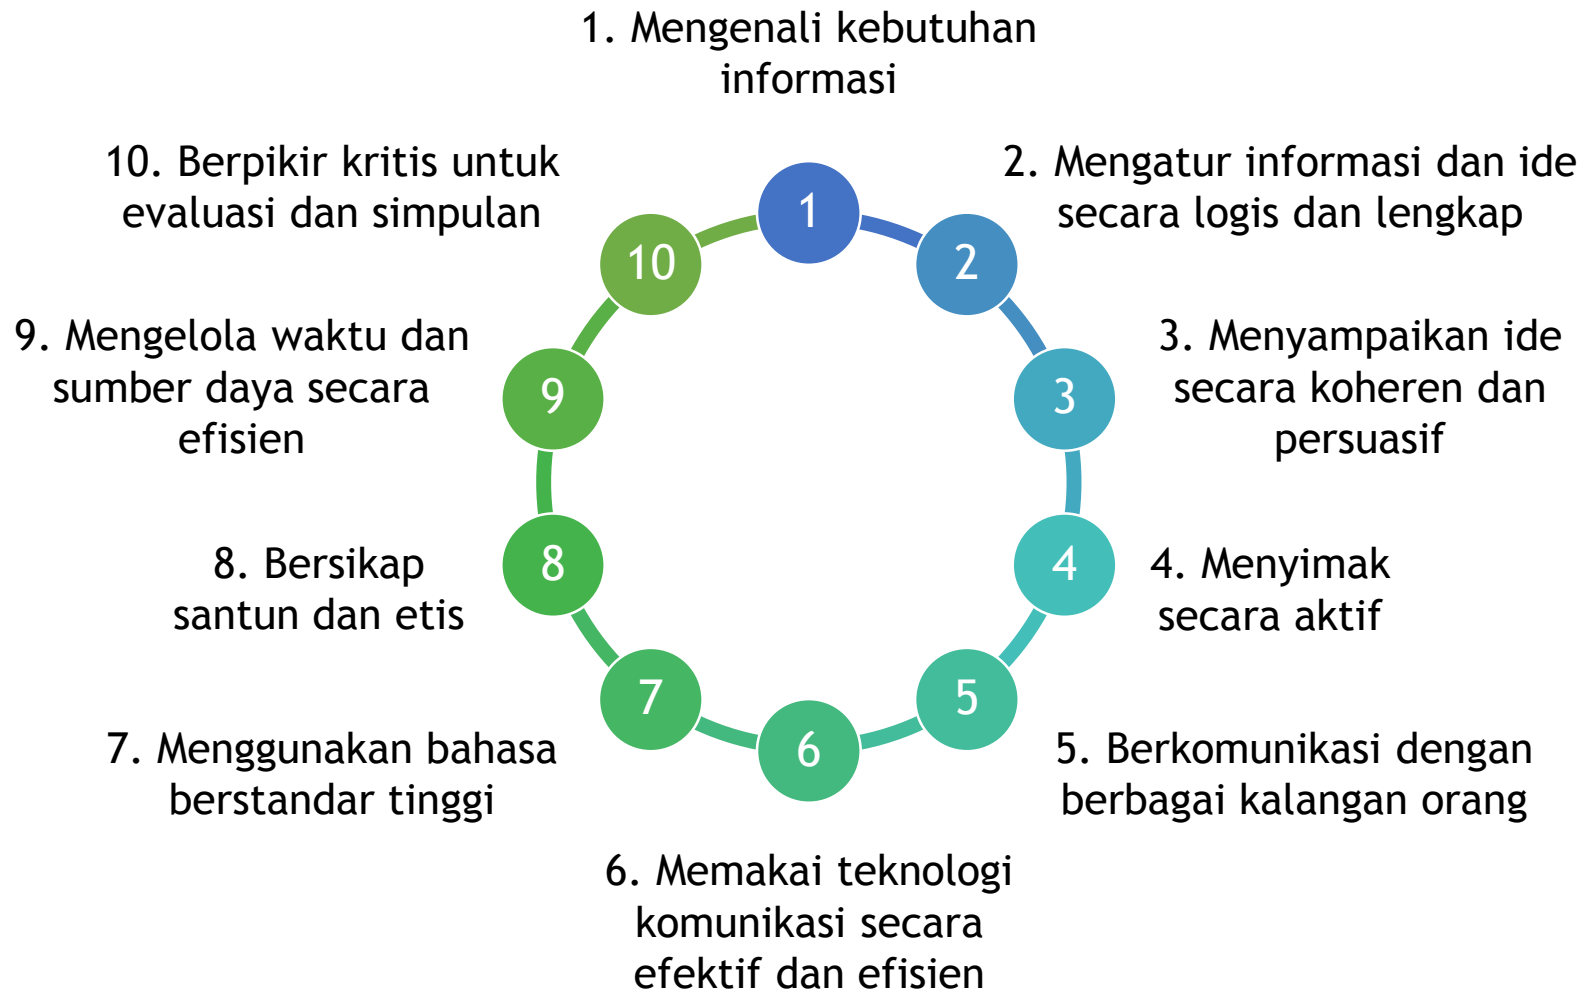 1. Mengenali kebutuhan
informasi
2. Mengatur informasi dan ide
secara logis dan lengkap
3. Menyampaikan ide
secara koheren dan
persuasif
4. Menyimak
secara aktif
5. Berkomunikasi dengan
berbagai kalangan orang
6. Memakai teknologi
komunikasi secara
efektif dan efisien
7. Menggunakan bahasa
berstandar tinggi
8. Bersikap
santun dan etis
9. Mengelola waktu dan
sumber daya secara
efisien
10. Berpikir kritis untuk
evaluasi dan simpulan
1
2
3
4
5
6
7
8
9
10